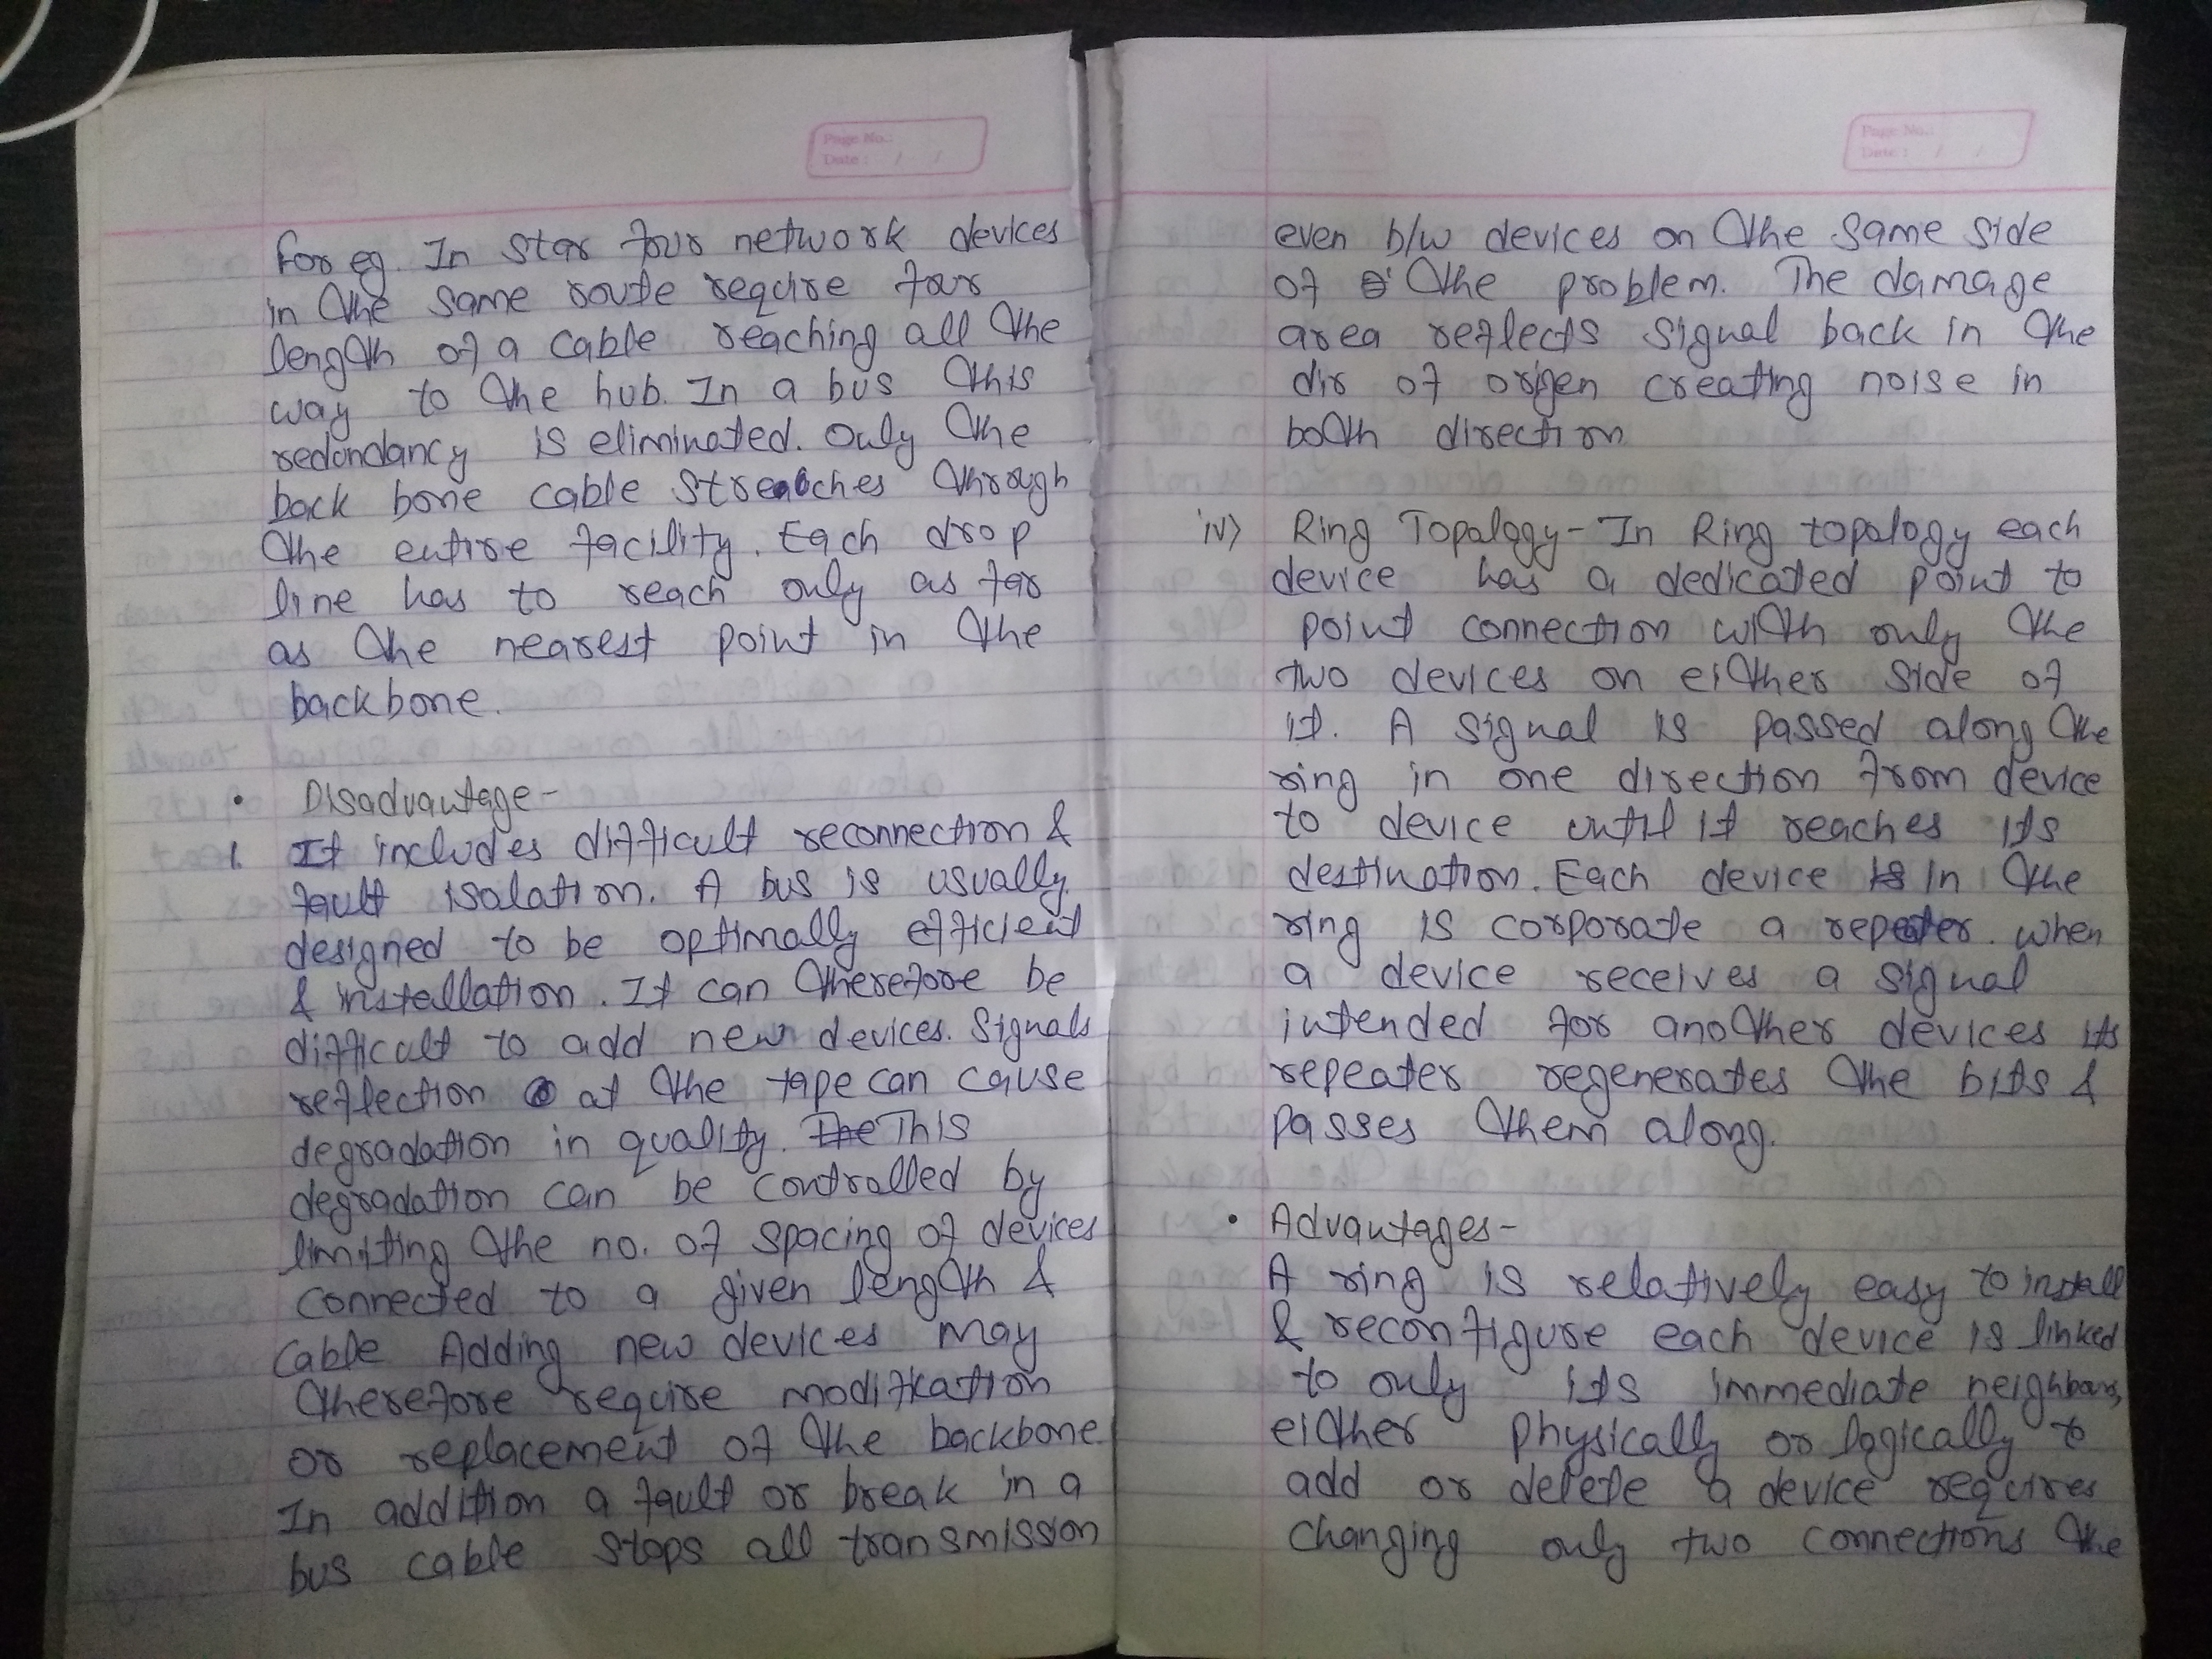 Page No.:
Date : / /
for eg. In Star four network devices
in the same route require four
length of a cable reaching all the
way to the hub. In a bus this
redundancy is eliminated. Only the
back bone cable streatches through
the entire facility. Each drop
line has to reach only as far
as the nearest point in the
backbone.
• Disadvantage-
1. It includes difficult reconnection &
fault isolation. A bus is usually
designed to be optimally efficient
& installation. It can therefore be
difficult to add new devices. Signals
reflection at the tape can cause
degradation in quality. The This
degradation can be controlled by
limiting the no. of spacing of devices
connected to a given length &
cable Adding new devices may
therefore require modification
or replacement of the backbone.
In addition a fault or break in a
bus cable stops all transmission
Page No.:
Date : / /
even b/w devices on the same side
of the problem. The damage
area reflects signal back in the
dir of origen creating noise in
both direction
iv) Ring Topology- In Ring topology each
device has a dedicated point to
point connection with only the
two devices on either side of
it. A signal is passed along the
ring in one direction from device
to device until it reaches its
destination. Each device is in the
ring is corporate a repeater. when
a device receives a signal
intended for another devices its
repeater regenerates the bits &
passes them along.
• Advantages-
A ring is relatively easy to install
& reconfigure each device is linked
to only its immediate neighbours,
either physically or logically to
add or delete a device requires
changing only two connections the